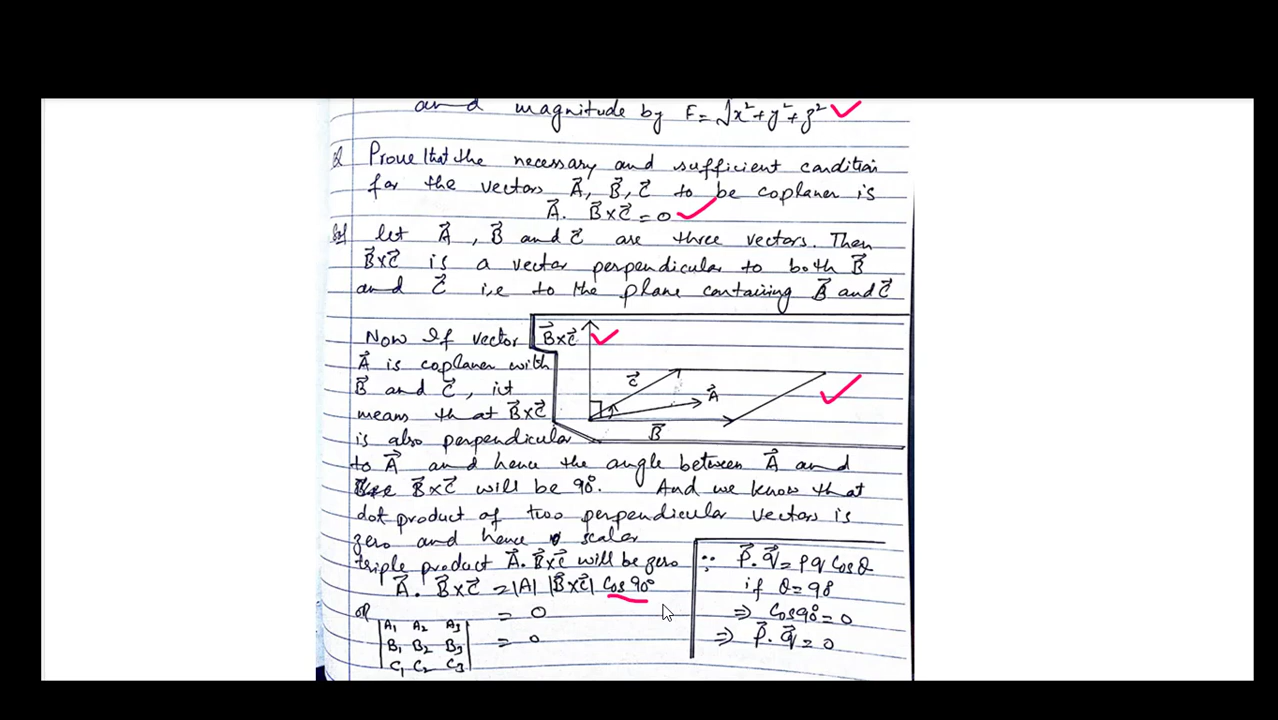 and magnitude by F = √x²+y²+z²
Q Prove that the necessary and sufficient condition
for the vectors A⃗, B⃗, C⃗ to be coplaner is
A⃗. B⃗×C⃗ = 0
Sol let A⃗, B⃗ and C⃗ are three vectors. Then
B⃗×C⃗ is a vector perpendicular to both B⃗
and C⃗ i.e to the plane containing B⃗ and C⃗
Now If vector
A⃗ is coplaner with
B⃗ and C⃗, it
means that B⃗×C⃗
is also perpendicular
B⃗×C⃗
C⃗
A⃗
B⃗
to A⃗ and hence the angle between A⃗ and
B⃗×C⃗ will be 90°. And we know that
dot product of two perpendicular vectors is
zero and hence scalar
triple product A⃗. B⃗×C⃗ will be zero
A⃗. B⃗×C⃗ = |A| |B⃗×C⃗| Cos 90°
= 0
or
|A₁ A₂ A₃|
|B₁ B₂ B₃| = 0
|C₁ C₂ C₃|
∵ P⃗. q⃗ = pq Cosθ
if θ = 90
⇒ Cos90° = 0
⇒ P⃗. q⃗ = 0